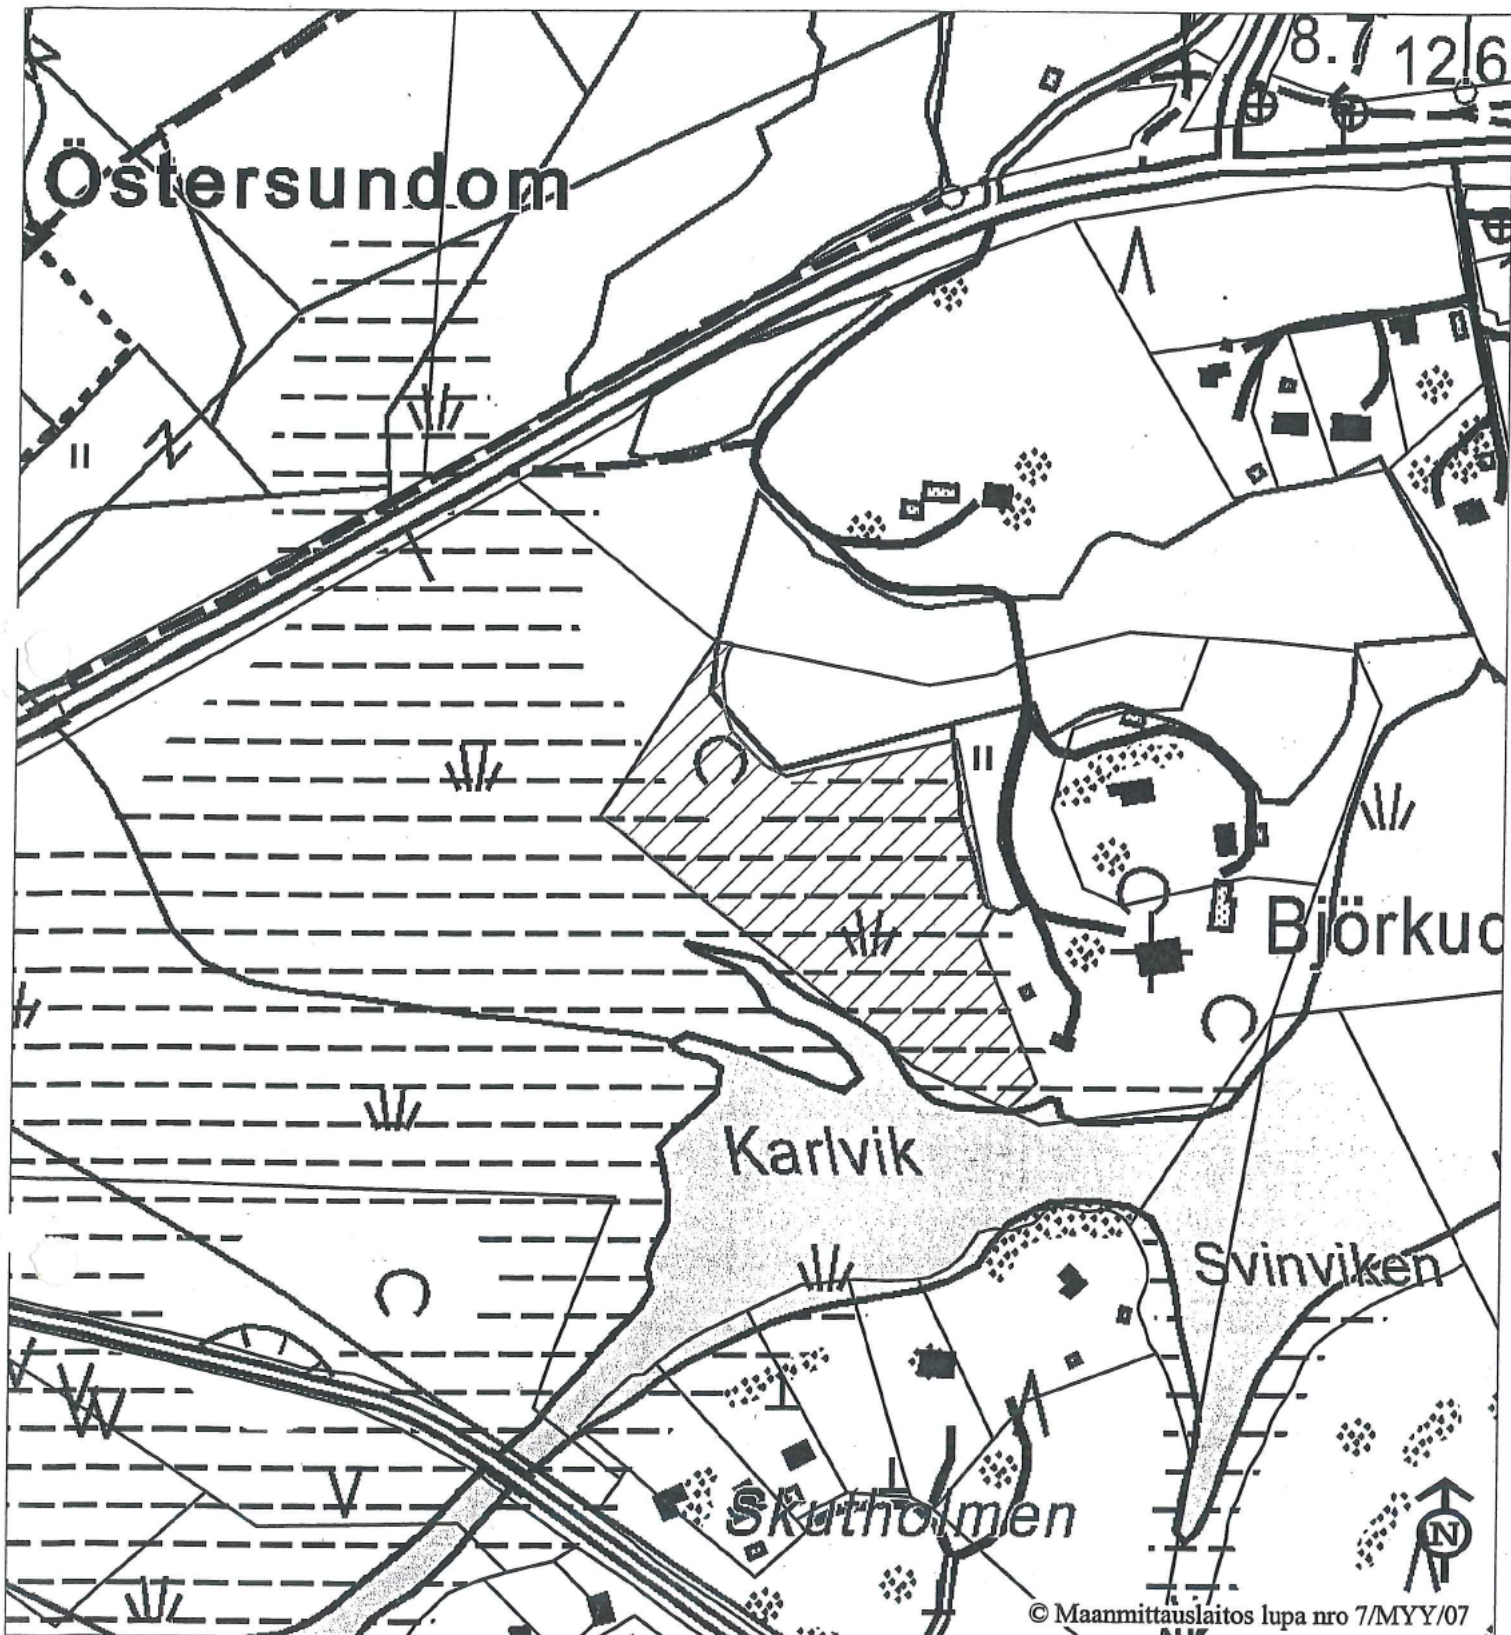 8.7
12.6
Östersundom
Björkud
Karlvik
Svinviken
Skutholmen
N
© Maanmittauslaitos lupa nro 7/MYY/07